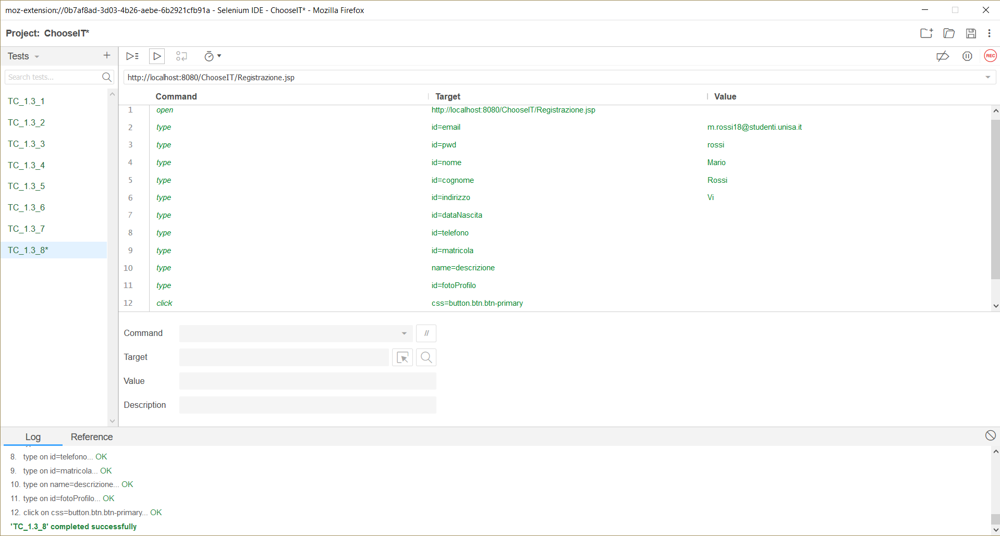 moz-extension://0b7af8ad-3d03-4b26-aebe-6b2921cfb91a - Selenium IDE - ChooseIT* - Mozilla Firefox
Project: ChooseIT*
Tests
REC
Search tests...
http://localhost:8080/ChooseIT/Registrazione.jsp
TC_1.3_1
TC_1.3_2
TC_1.3_3
TC_1.3_4
TC_1.3_5
TC_1.3_6
TC_1.3_7
TC_1.3_8*
Command Target Value
1 open http://localhost:8080/ChooseIT/Registrazione.jsp
2 type id=email m.rossi18@studenti.unisa.it
3 type id=pwd rossi
4 type id=nome Mario
5 type id=cognome Rossi
6 type id=indirizzo Vi
7 type id=dataNascita
8 type id=telefono
9 type id=matricola
10 type name=descrizione
11 type id=fotoProfilo
12 click css=button.btn.btn-primary
Command //
Target
Value
Description
Log Reference
8. type on id=telefono... OK
9. type on id=matricola... OK
10. type on name=descrizione... OK
11. type on id=fotoProfilo... OK
12. click on css=button.btn.btn-primary... OK
'TC_1.3_8' completed successfully